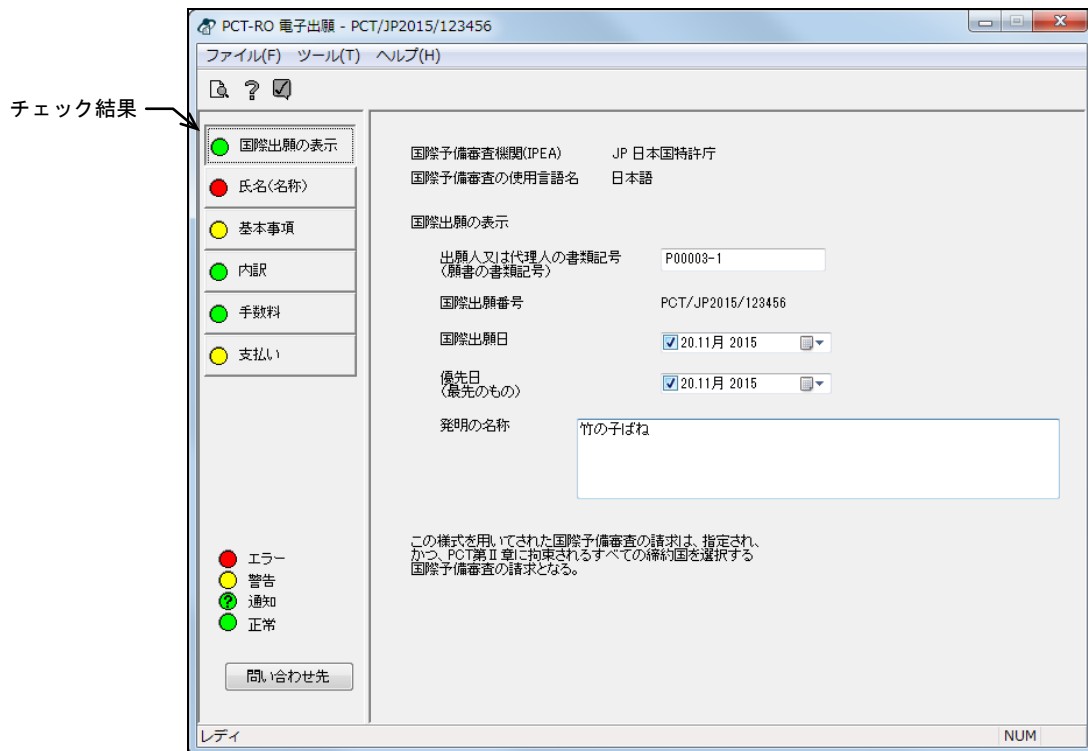 PCT-RO 電子出願 - PCT/JP2015/123456
ファイル(F) ツール(T) ヘルプ(H)
チェック結果
国際出願の表示
氏名(名称)
基本事項
内訳
手数料
支払い
エラー
警告
通知
正常
問い合わせ先
国際予備審査機関(IPEA) JP 日本国特許庁
国際予備審査の使用言語名 日本語
国際出願の表示
出願人又は代理人の書類記号 P00003-1
(願書の書類記号)
国際出願番号 PCT/JP2015/123456
国際出願日 20.11月 2015
優先日 20.11月 2015
(最先のもの)
発明の名称 竹の子ばね
この様式を用いてされた国際予備審査の請求は、指定され、
かつ、PCT第Ⅱ章に拘束されるすべての締約国を選択する
国際予備審査の請求となる。
レディ NUM